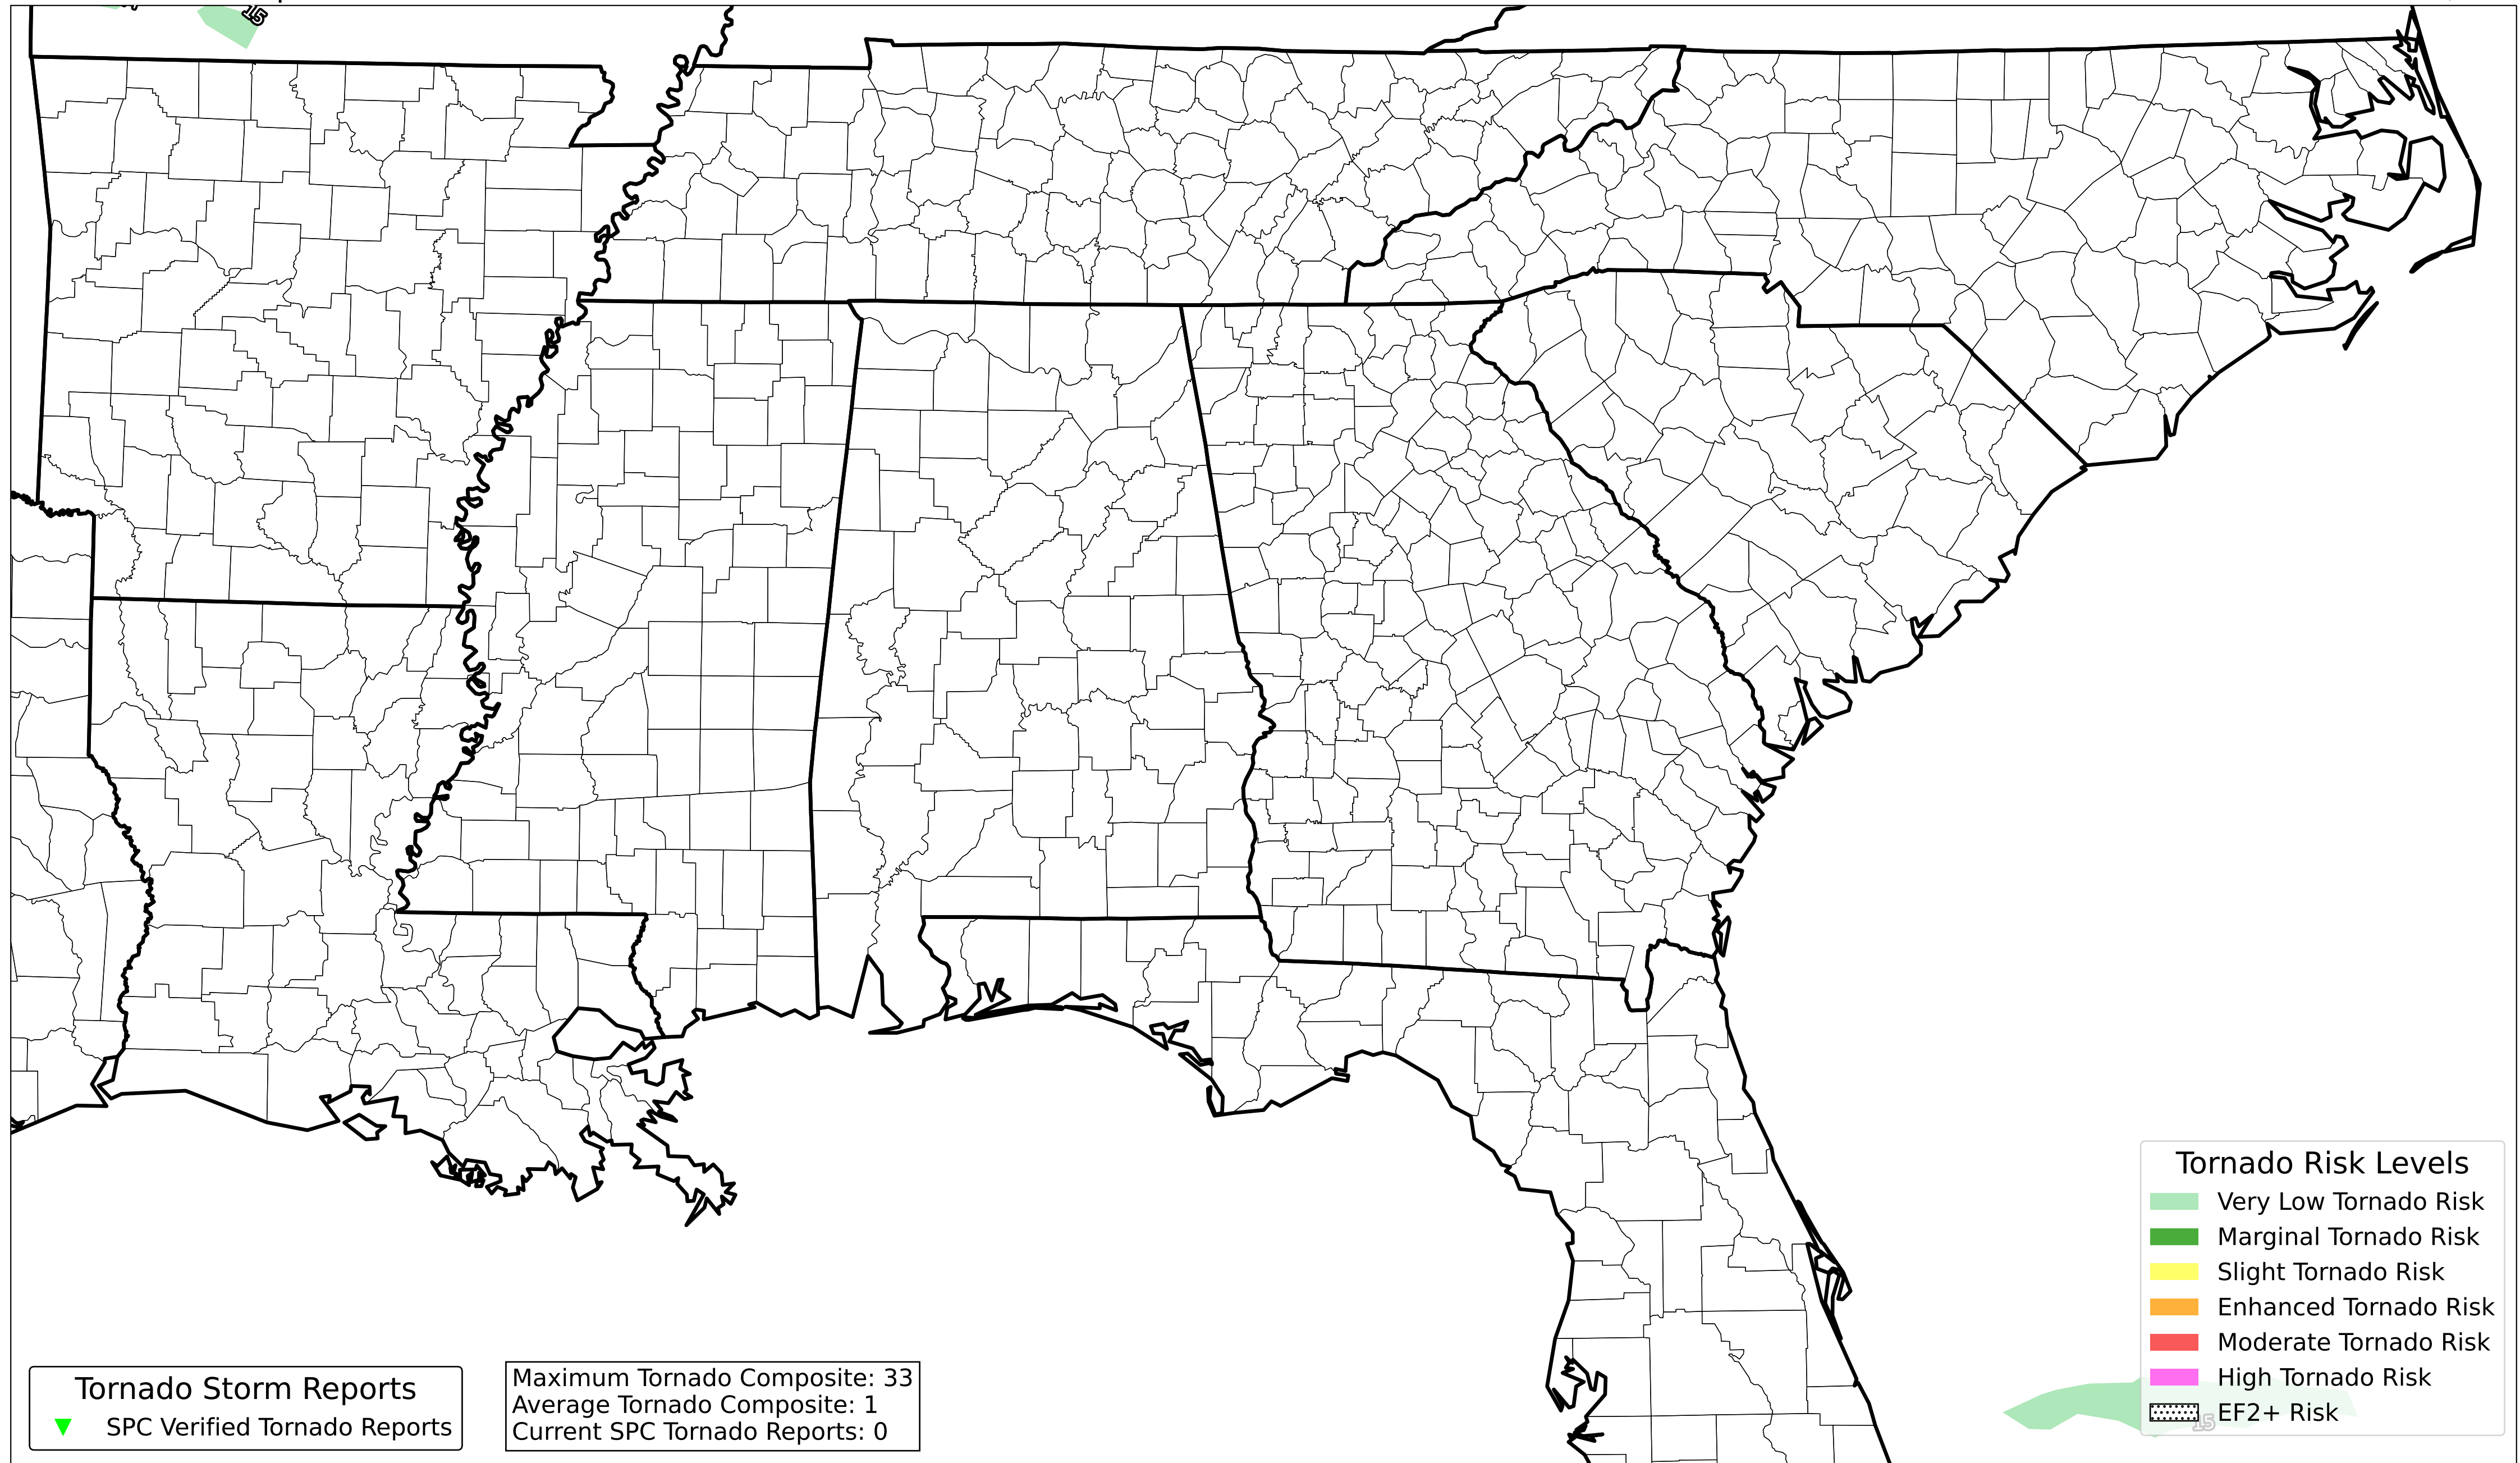 15
Tornado Risk Levels
Very Low Tornado Risk
Marginal Tornado Risk
Slight Tornado Risk
Enhanced Tornado Risk
Moderate Tornado Risk
High Tornado Risk
EF2+ Risk
15
Tornado Storm Reports
SPC Verified Tornado Reports
Maximum Tornado Composite: 33
Average Tornado Composite: 1
Current SPC Tornado Reports: 0